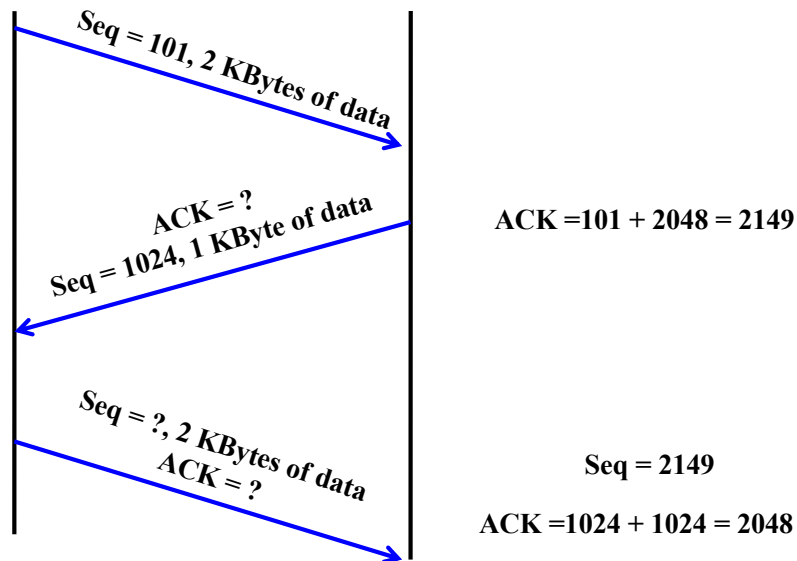 Seq = 101, 2 KBytes of data
ACK = ?
Seq = 1024, 1 KByte of data
ACK =101 + 2048 = 2149
Seq = ?, 2 KBytes of data
ACK = ?
Seq = 2149
ACK =1024 + 1024 = 2048